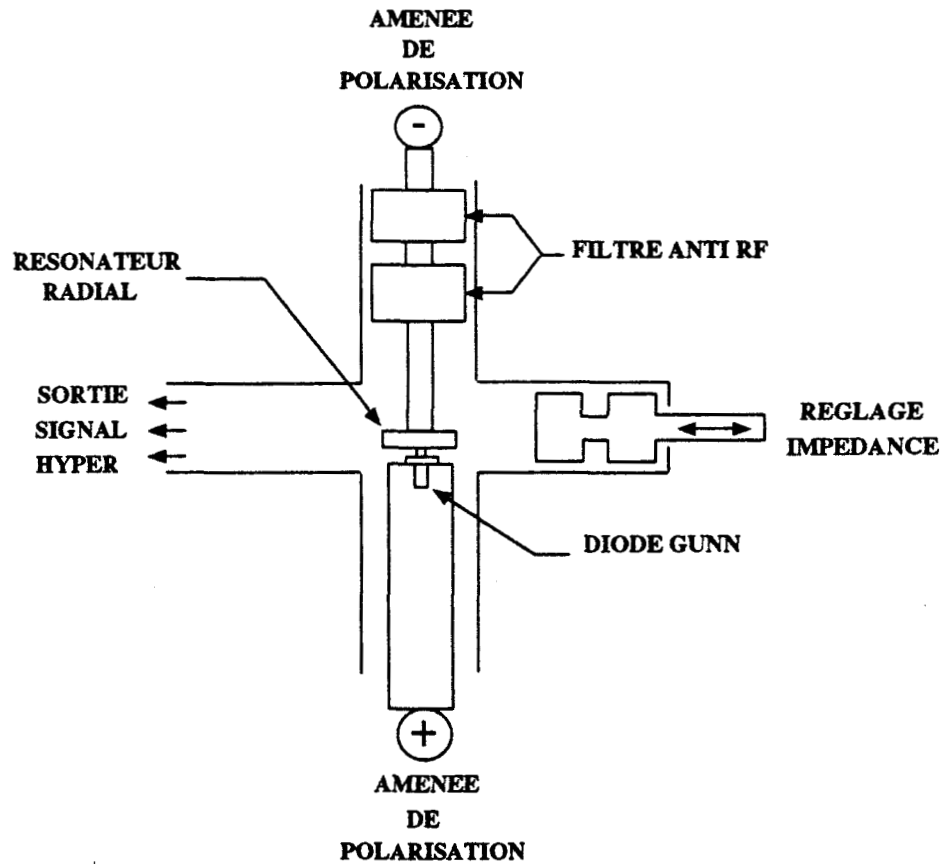 AMENEE
DE
POLARISATION
-
FILTRE ANTI RF
RESONATEUR
RADIAL
SORTIE
SIGNAL
HYPER
REGLAGE
IMPEDANCE
DIODE GUNN
+
AMENEE
DE
POLARISATION